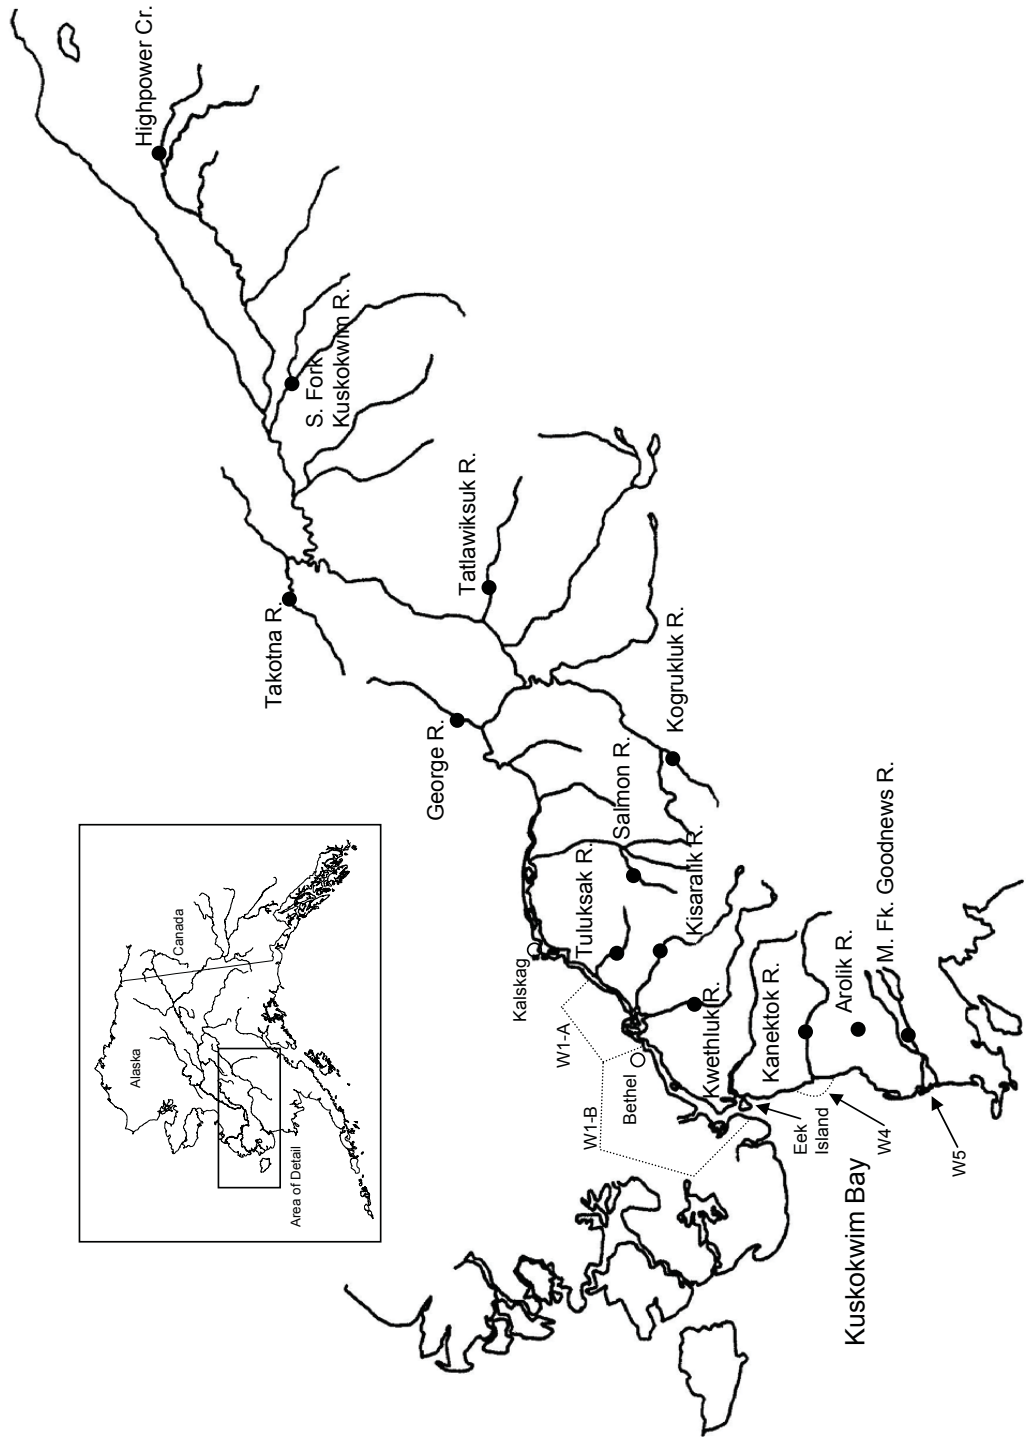 Highpower Cr.
S. Fork
Kuskokwim R.
Takotna R.
Tatlawiksuk R.
George R.
Kogrukluk R.
Salmon R.
Kisaralik R.
Tuluksak R.
Kalskag
W1-A
Bethel
W1-B
Kwethluk R.
Kanektok R.
Arolik R.
M. Fk. Goodnews R.
Eek
Island
W4
W5
Kuskokwim Bay
Canada
Alaska
Area of Detail